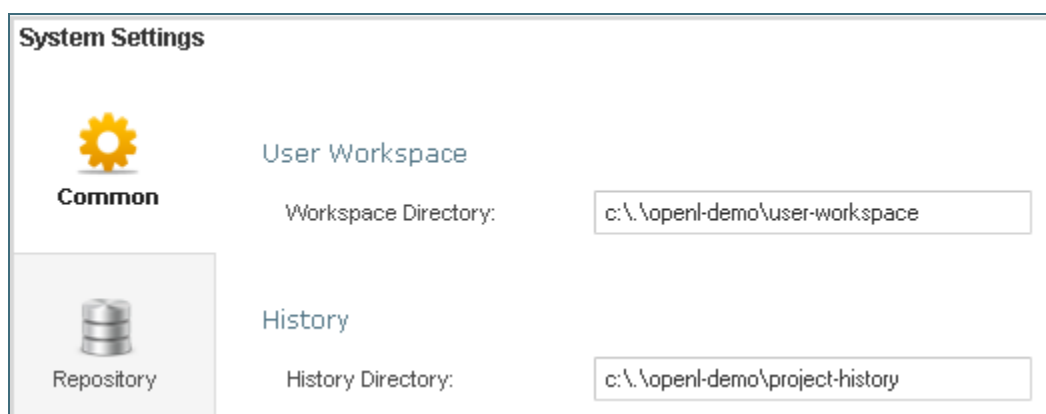 System Settings
Common
User Workspace
Workspace Directory: c:\.\openl-demo\user-workspace
Repository
History
History Directory: c:\.\openl-demo\project-history